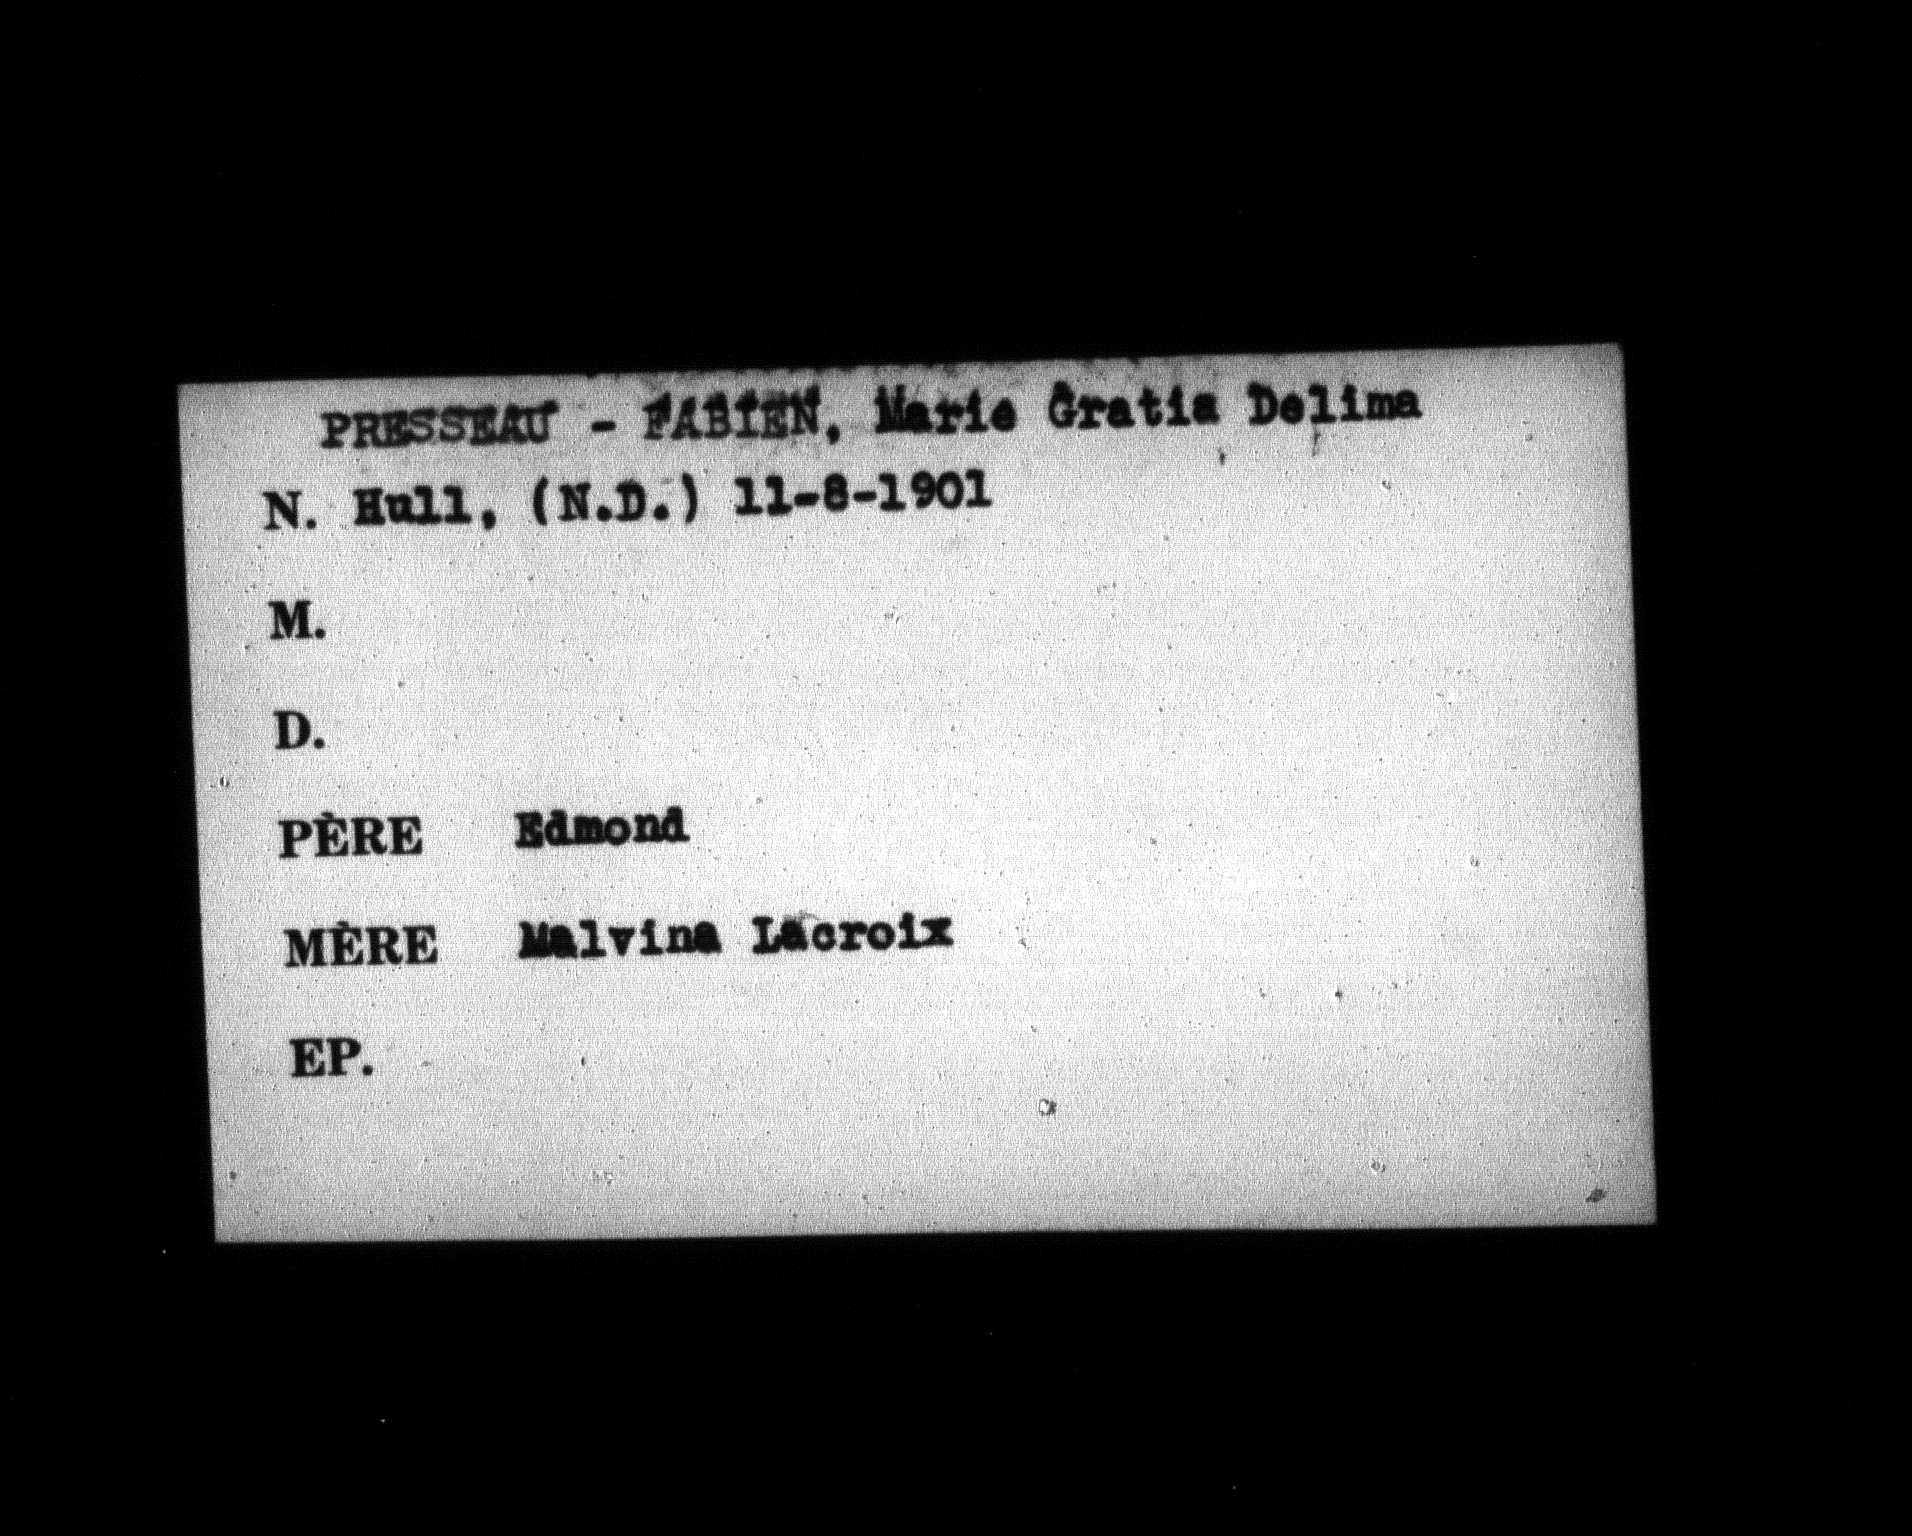 PRESSEAU - FABIEN, Marie Gratia Delima
N. Hull, (N.D.) 11-8-1901
M.
D.
PÈRE Edmond
MÈRE Malvina Lacroix
EP.